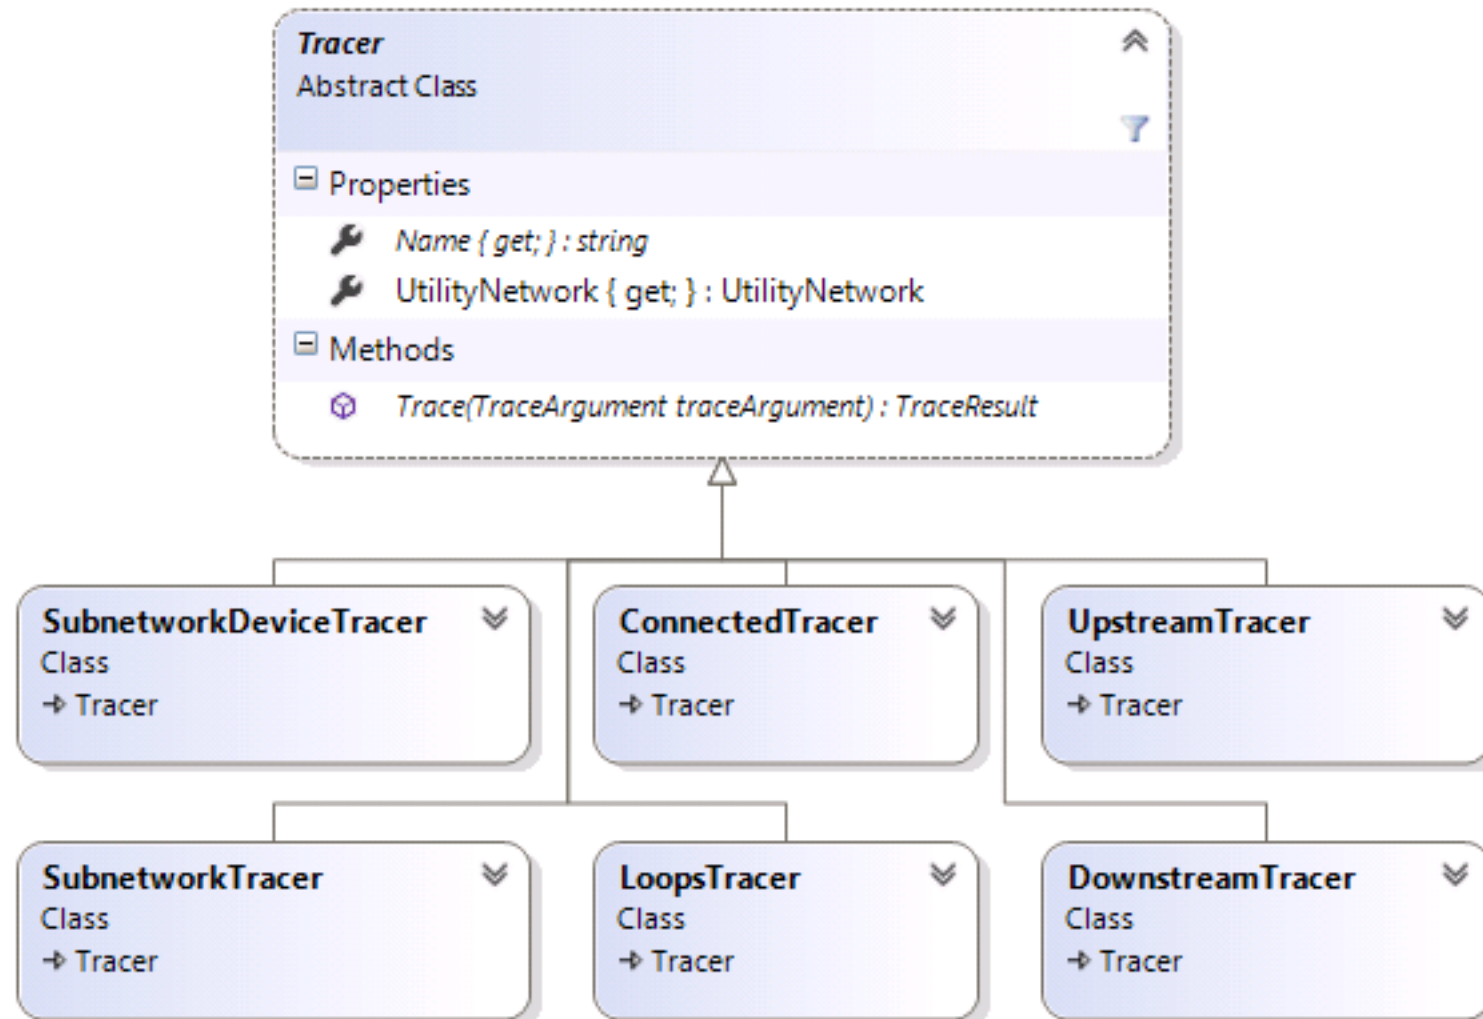 Tracer
Abstract Class
Properties
Name { get; } : string
UtilityNetwork { get; } : UtilityNetwork
Methods
Trace(TraceArgument traceArgument) : TraceResult
SubnetworkDeviceTracer
Class
Tracer
ConnectedTracer
Class
Tracer
UpstreamTracer
Class
Tracer
SubnetworkTracer
Class
Tracer
LoopsTracer
Class
Tracer
DownstreamTracer
Class
Tracer